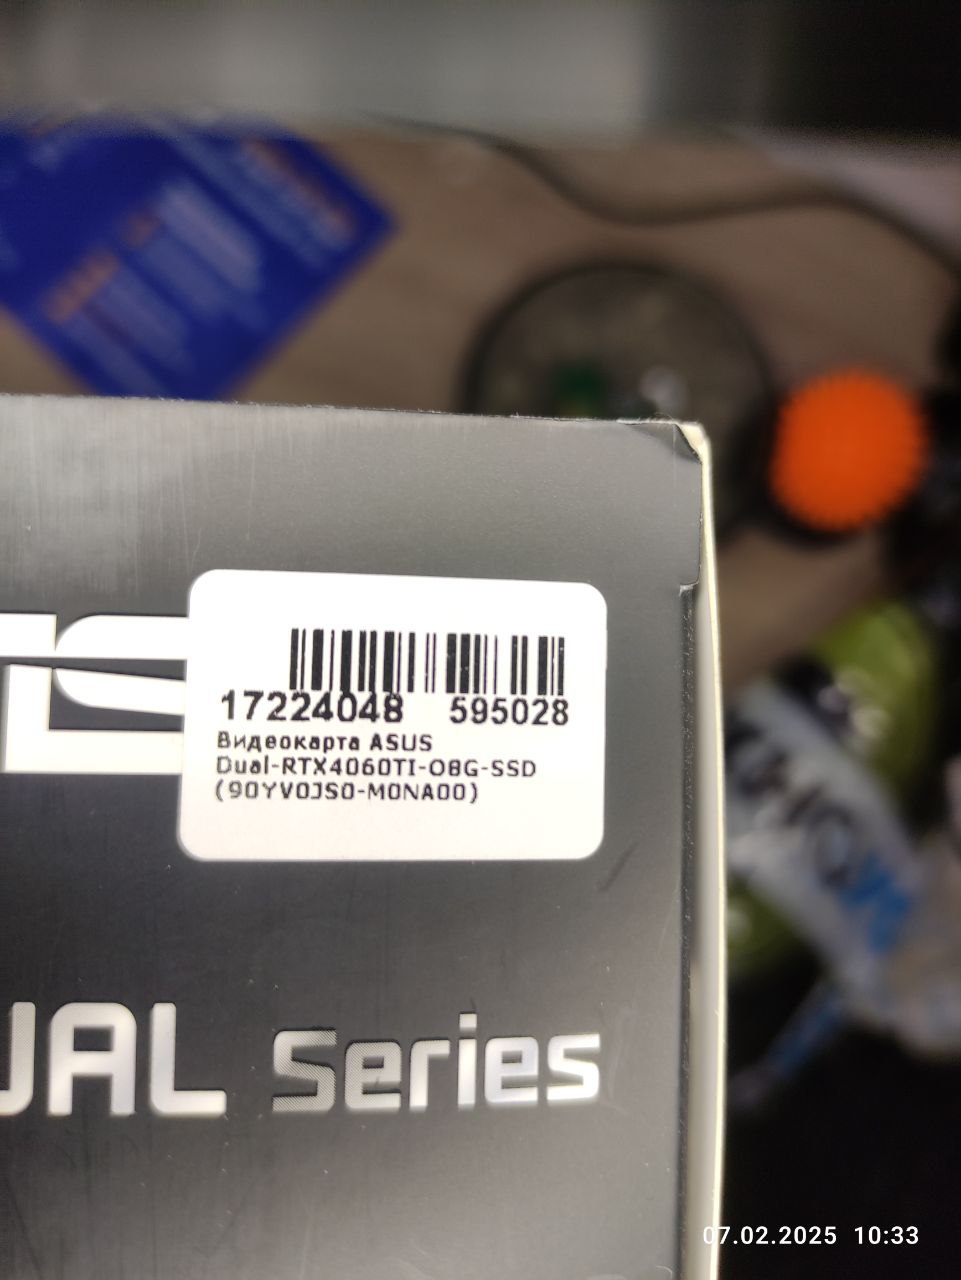 17224048 595028
Видеокарта ASUS
Dual-RTX4060TI-O8G-SSD
(90YV0JS0-M0NA00)
UAL Series
07.02.2025 10:33